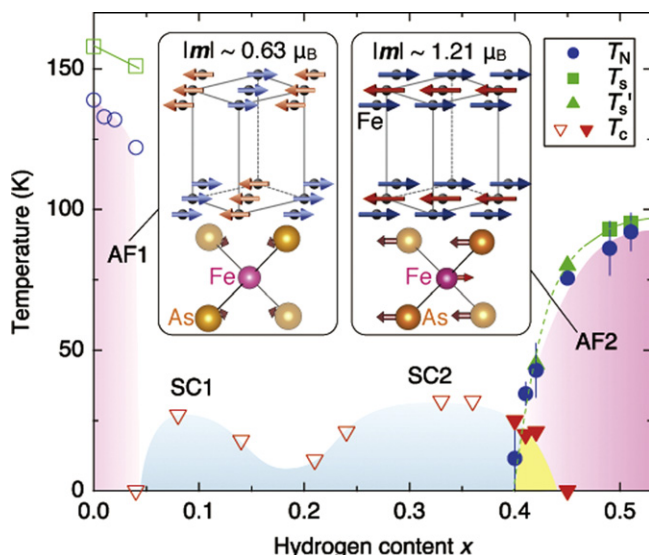 |m| ~ 0.63 μB
|m| ~ 1.21 μB
TN
Ts
Ts'
Tc
Fe
AF1
Fe
As
Fe
As
AF2
SC1
SC2
150
100
50
0
Temperature (K)
0.0
0.1
0.2
0.3
0.4
0.5
Hydrogen content x